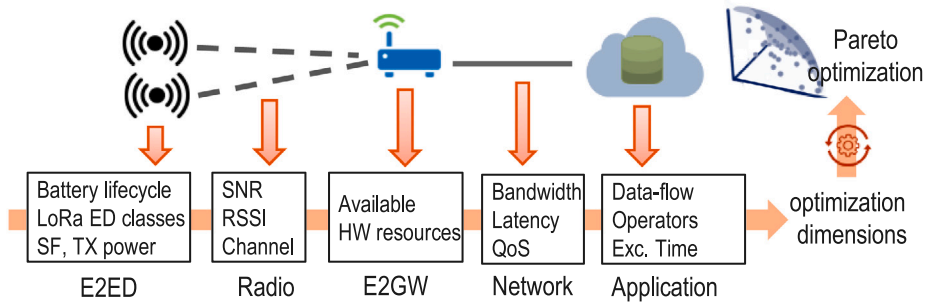 Pareto
optimization
Battery lifecycle
LoRa ED classes
SF, TX power
SNR
RSSI
Channel
Available
HW resources
Bandwidth
Latency
QoS
Data-flow
Operators
Exc. Time
optimization
dimensions
E2ED
Radio
E2GW
Network
Application